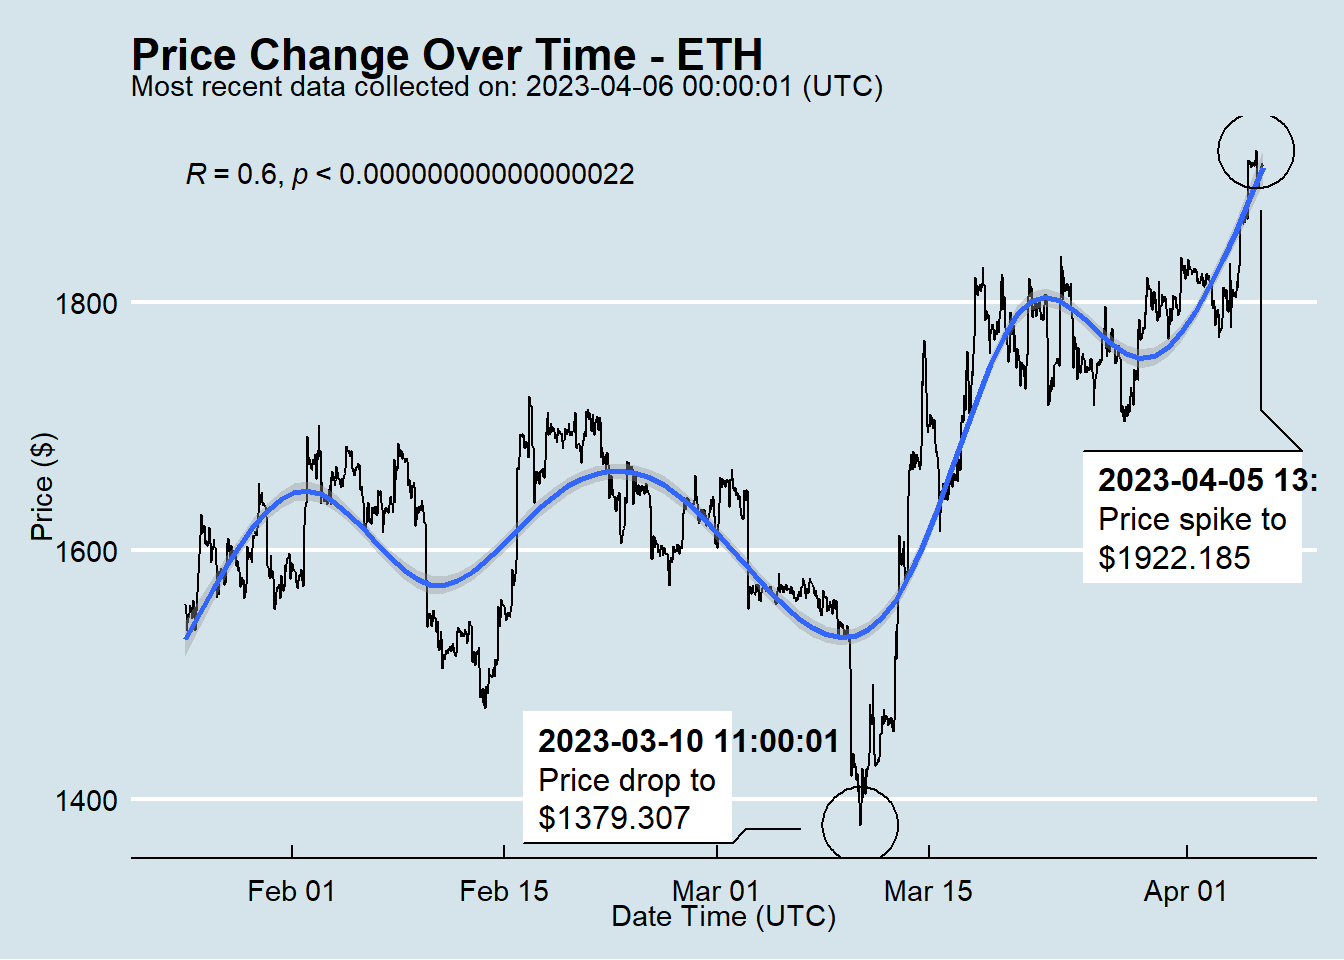 Price Change Over Time - ETH
Most recent data collected on: 2023-04-06 00:00:01 (UTC)
R = 0.6, p < 0.00000000000000022
1800
1600
1400
Price ($)
2023-04-05 13:
Price spike to
$1922.185
2023-03-10 11:00:01
Price drop to
$1379.307
Feb 01
Feb 15
Mar 01
Mar 15
Apr 01
Date Time (UTC)